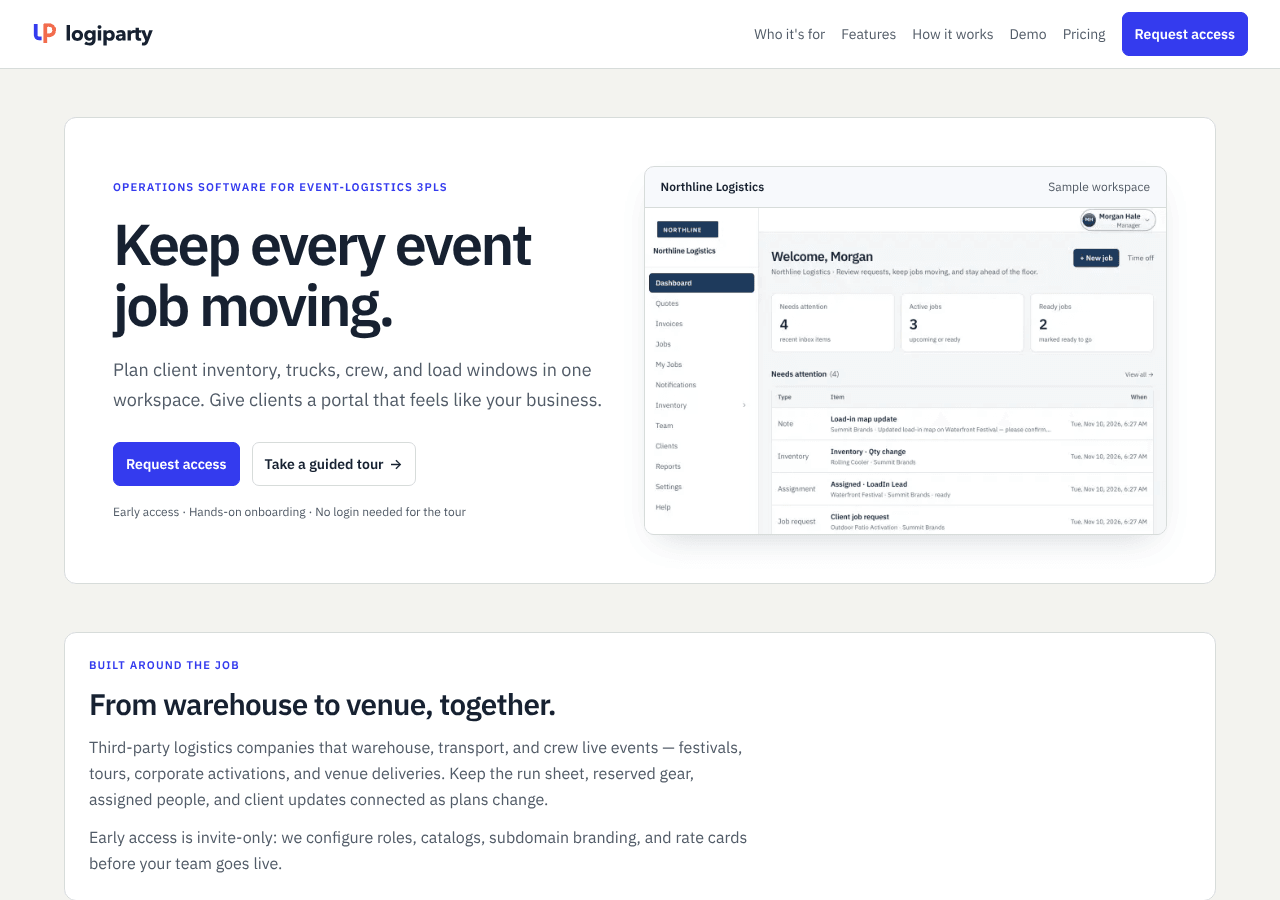 LP logiparty
Who it's for Features How it works Demo Pricing Request access
OPERATIONS SOFTWARE FOR EVENT-LOGISTICS 3PLS
Keep every event
job moving.
Plan client inventory, trucks, crew, and load windows in one
workspace. Give clients a portal that feels like your business.
Request access Take a guided tour →
Early access · Hands-on onboarding · No login needed for the tour
Northline Logistics Sample workspace
NORTHLINE
Northline Logistics
Dashboard
Quotes
Invoices
Jobs
My Jobs
Notifications
Inventory ›
Team
Clients
Reports
Settings
Help
MH Morgan Hale
Manager
Welcome, Morgan
Northline Logistics · Review requests, keep jobs moving, and stay ahead of the floor.
+ New job Time off
Needs attention
4
recent inbox items
Active jobs
3
upcoming or ready
Ready jobs
2
marked ready to go
Needs attention (4) View all →
Type Item When
Note Load-in map update Tue, Nov 10, 2026, 6:27 AM
Summit Brands · Updated load-in map on Waterfront Festival — please confirm...
Inventory Inventory · Qty change Tue, Nov 10, 2026, 6:27 AM
Rolling Cooler · Summit Brands
Assignment Assigned · LoadIn Lead Tue, Nov 10, 2026, 6:27 AM
Waterfront Festival · Summit Brands · ready
Job request Client job request Tue, Nov 10, 2026, 6:27 AM
Outdoor Patio Activation · Summit Brands
BUILT AROUND THE JOB
From warehouse to venue, together.
Third-party logistics companies that warehouse, transport, and crew live events — festivals,
tours, corporate activations, and venue deliveries. Keep the run sheet, reserved gear,
assigned people, and client updates connected as plans change.
Early access is invite-only: we configure roles, catalogs, subdomain branding, and rate cards
before your team goes live.